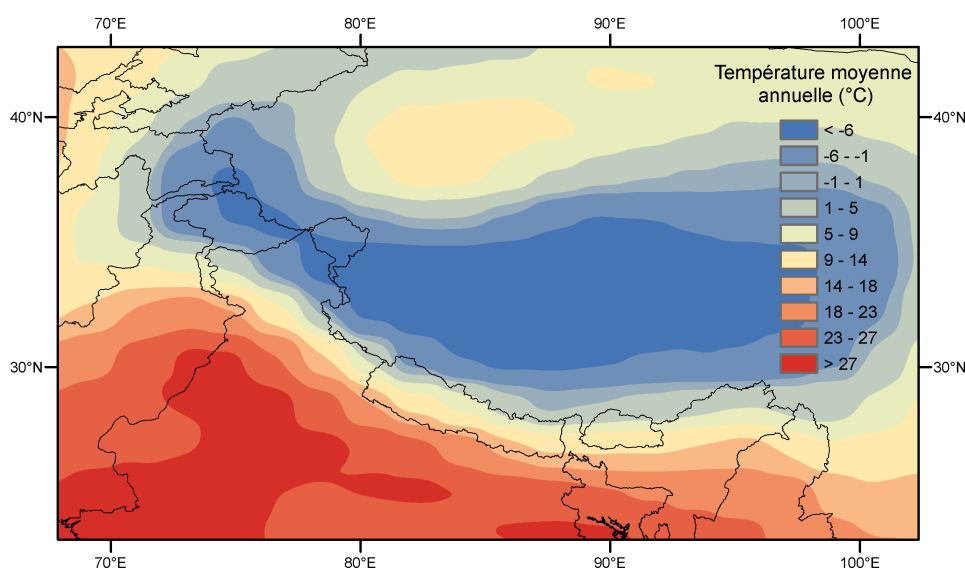 70°E 80°E 90°E 100°E
Température moyenne
annuelle (°C)
40°N 40°N
< -6
-6 - -1
-1 - 1
1 - 5
5 - 9
9 - 14
14 - 18
18 - 23
23 - 27
> 27
30°N 30°N
70°E 80°E 90°E 100°E